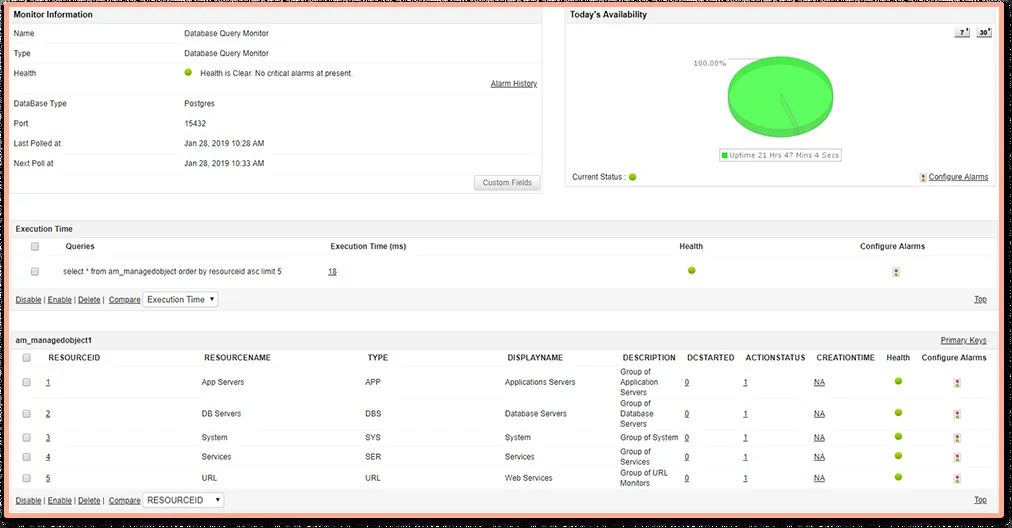 Monitor Information
Name Database Query Monitor
Type Database Query Monitor
Health Health is Clear. No critical alarms at present.
Alarm History
DataBase Type Postgres
Port 15432
Last Polled at Jan 28, 2019 10:28 AM
Next Poll at Jan 28, 2019 10:33 AM
Custom Fields
Today's Availability
7 30
100.00%
Uptime 21 Hrs 47 Mins 4 Secs
Current Status : Configure Alarms
Execution Time
Queries Execution Time (ms) Health Configure Alarms
select * from am_managedobject order by resourceid asc limit 5 18
Disable | Enable | Delete | Compare Execution Time Top
am_managedobject1 Primary Keys
RESOURCEID RESOURCENAME TYPE DISPLAYNAME DESCRIPTION DCSTARTED ACTIONSTATUS CREATIONTIME Health Configure Alarms
1 App Servers APP Applications Servers Group of Application Servers 0 1 NA
2 DB Servers DBS Database Servers Group of Database Servers 0 1 NA
3 System SYS System Group of System 0 1 NA
4 Services SER Services Group of Services 0 1 NA
5 URL URL Web Services Group of URL Monitors 0 1 NA
Disable | Enable | Delete | Compare RESOURCEID Top